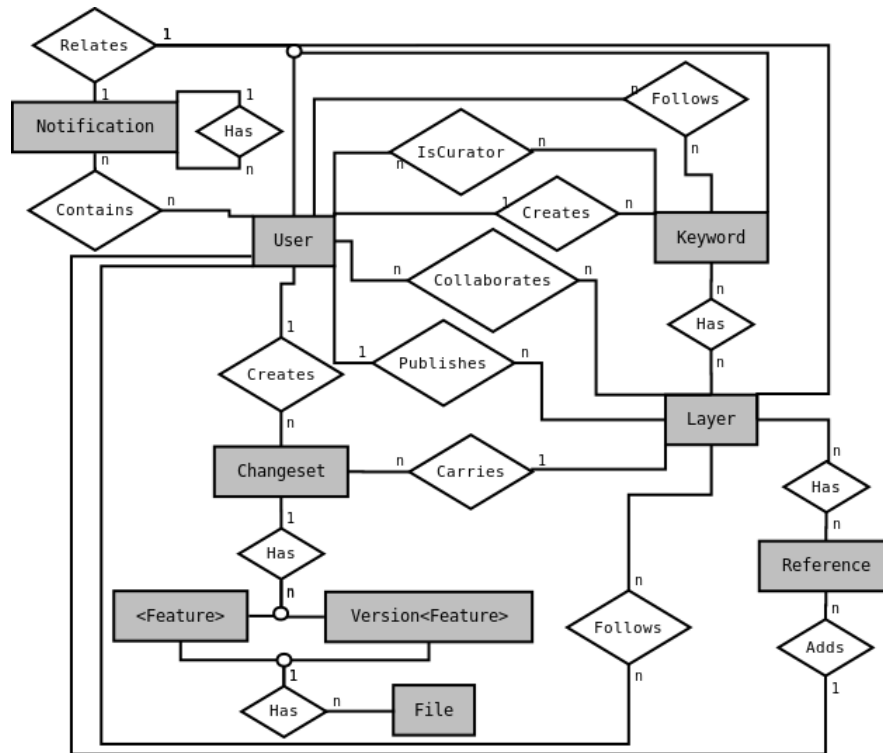 Relates
1
1
1
1
Notification
Has
n
n
n
Follows
n
IsCurator
n
n
Contains
n
1
Creates
n
User
Keyword
n
Collaborates
n
n
Has
n
1
1
Publishes
n
Creates
n
Layer
Changeset
n
Carries
1
n
Has
n
1
Has
Reference
n
n
<Feature>
Version<Feature>
n
Follows
n
Adds
1
1
Has
n
File